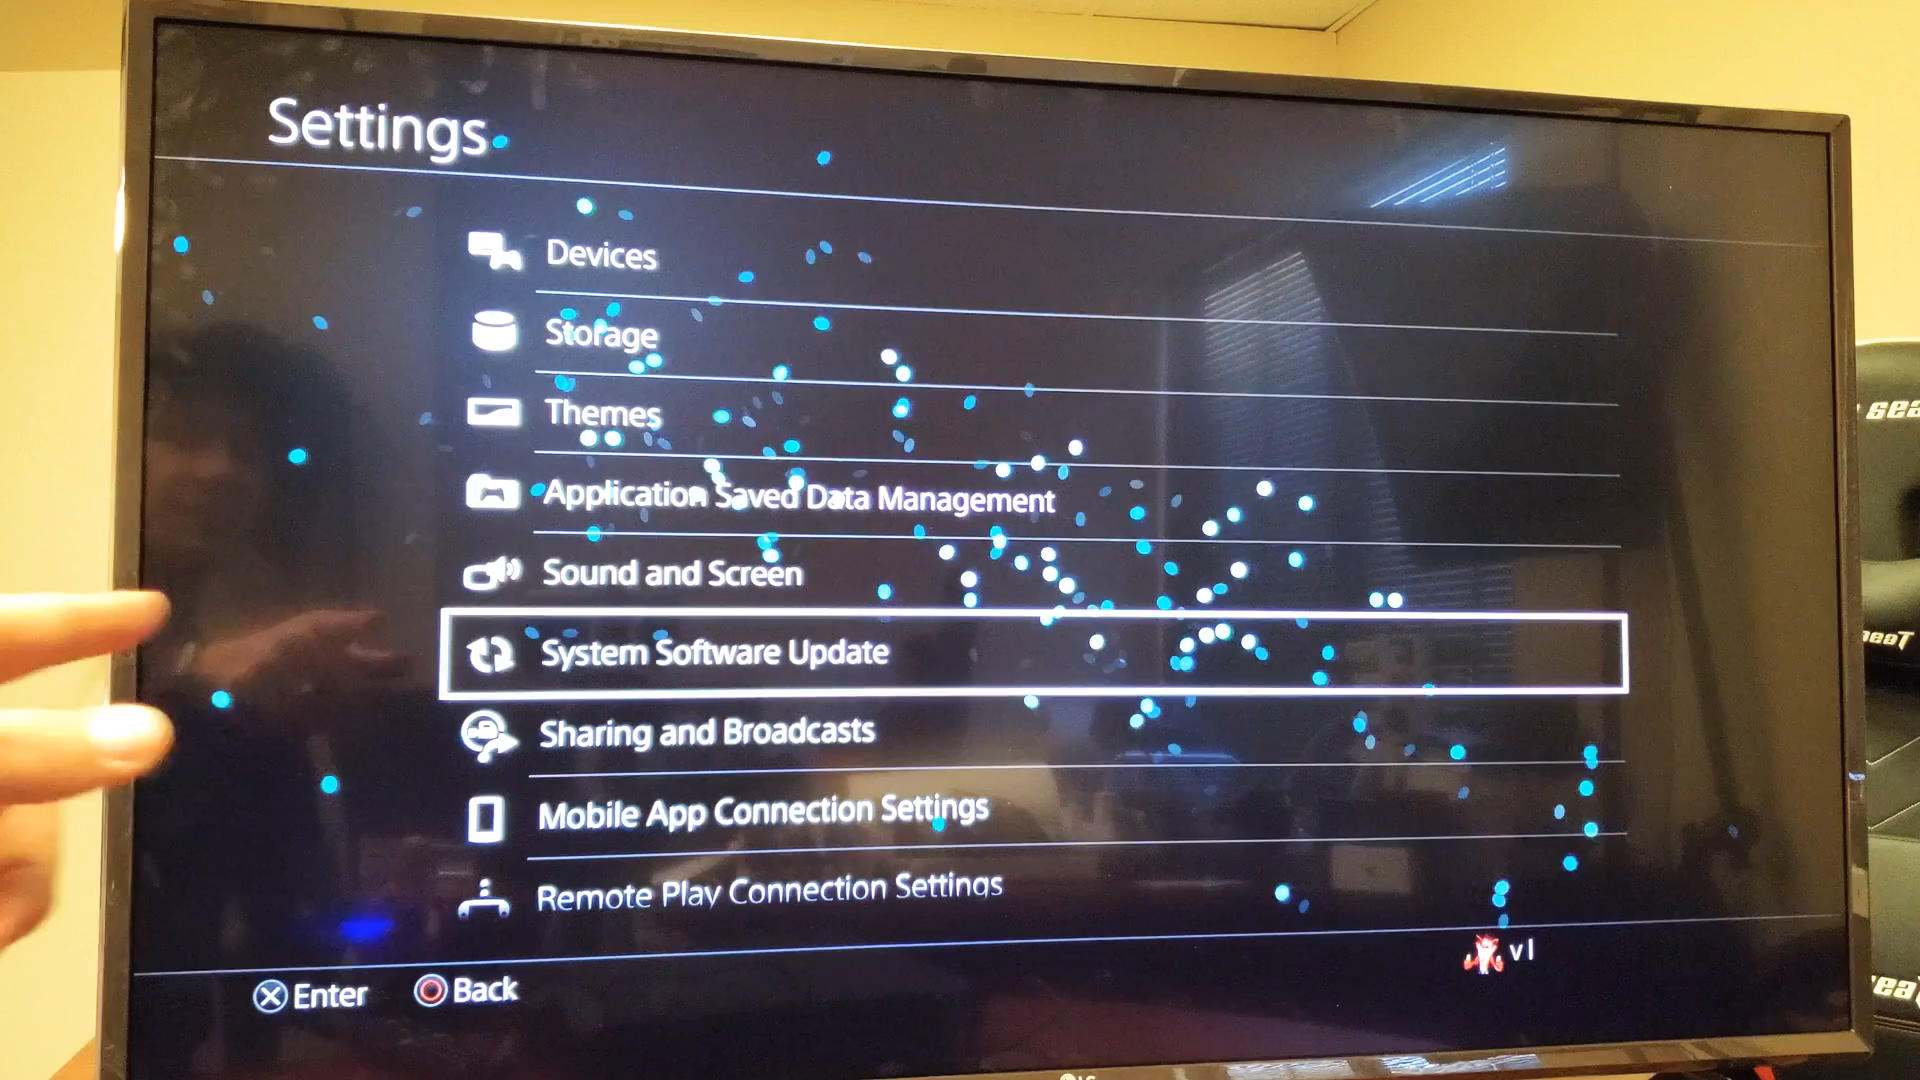 Settings
Devices
Storage
Themes
Application Saved Data Management
Sound and Screen
System Software Update
Sharing and Broadcasts
Mobile App Connection Settings
Remote Play Connection Settings
Enter
Back